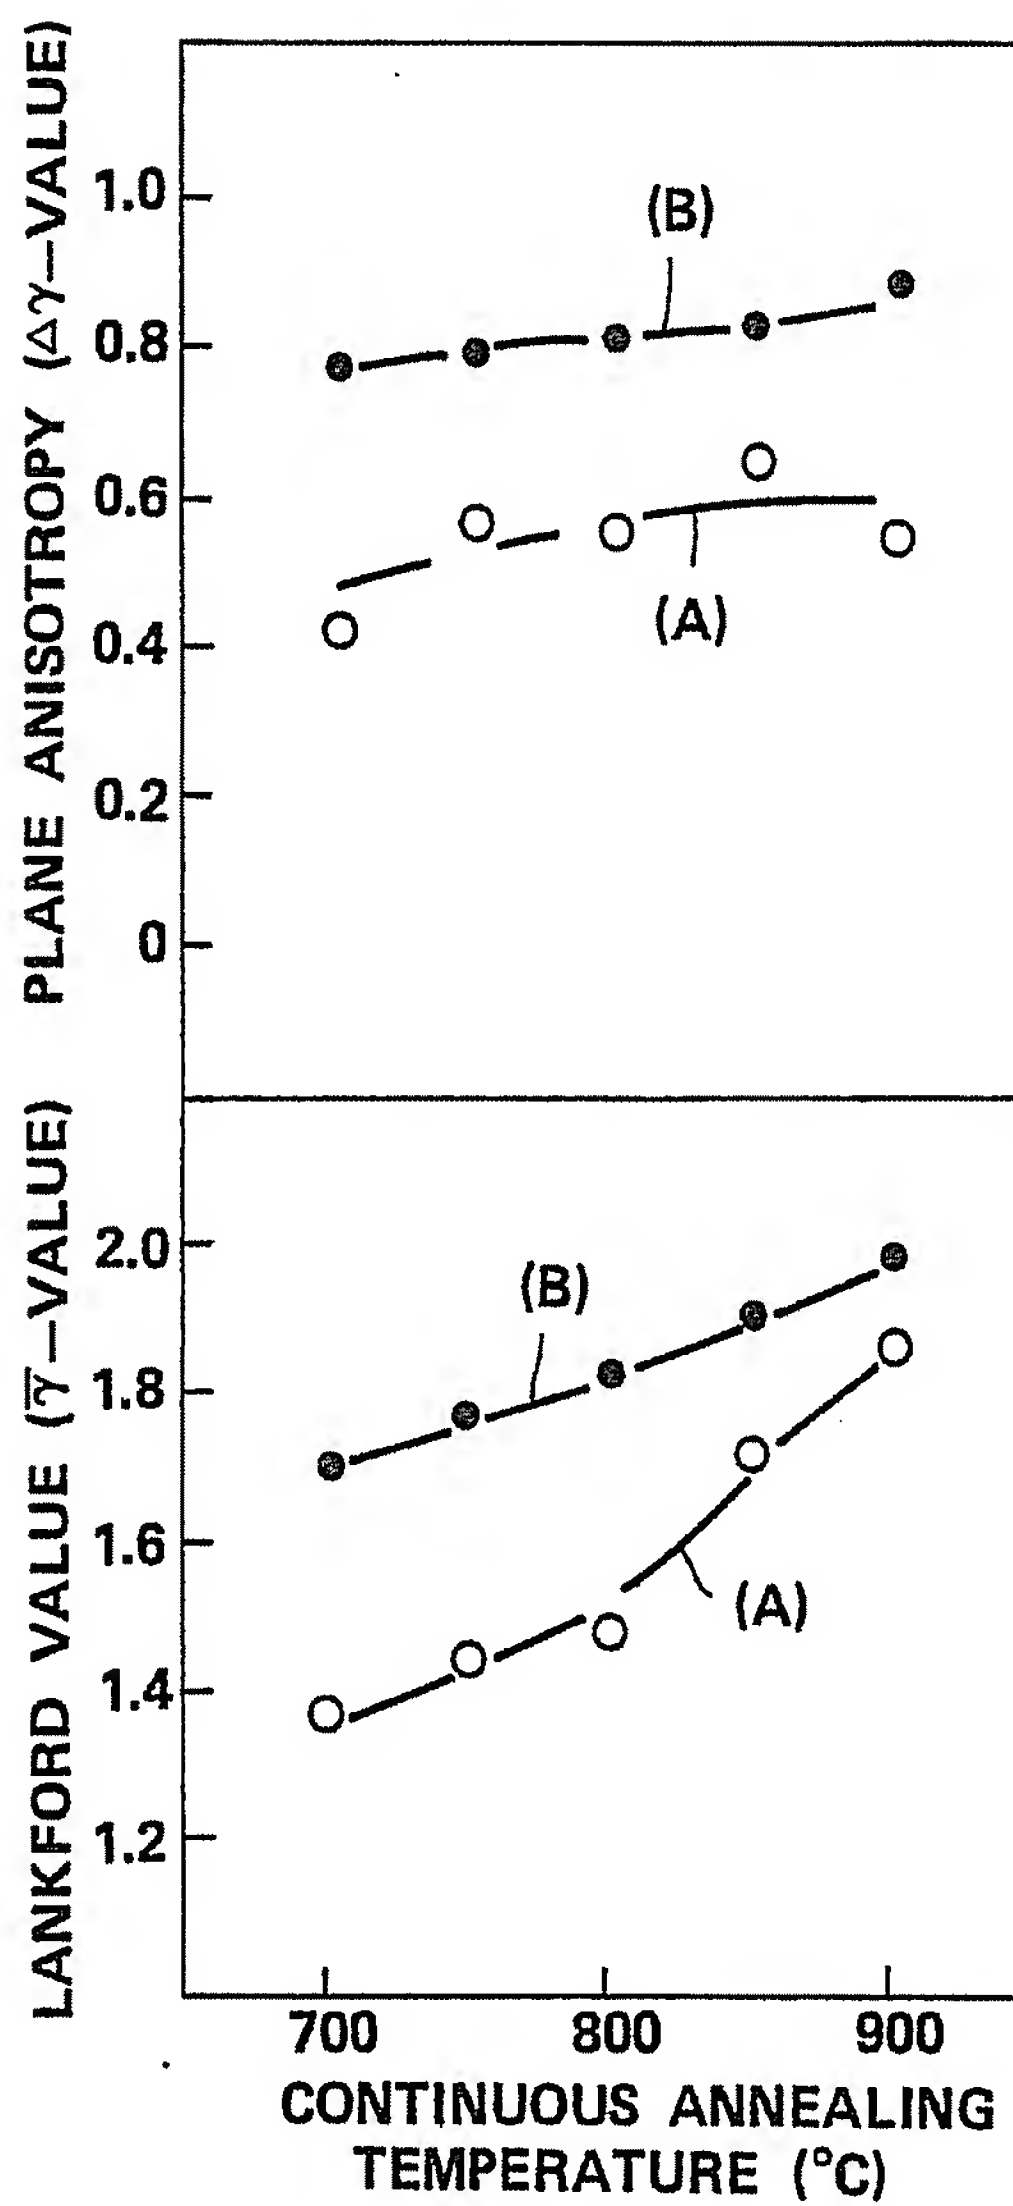 PLANE ANISOTROPY (Δγ—VALUE)
1.0
0.8
0.6
0.4
0.2
0
(B)
(A)
LANKFORD VALUE (γ̅—VALUE)
2.0
1.8
1.6
1.4
1.2
(B)
(A)
700 800 900
CONTINUOUS ANNEALING
TEMPERATURE (°C)